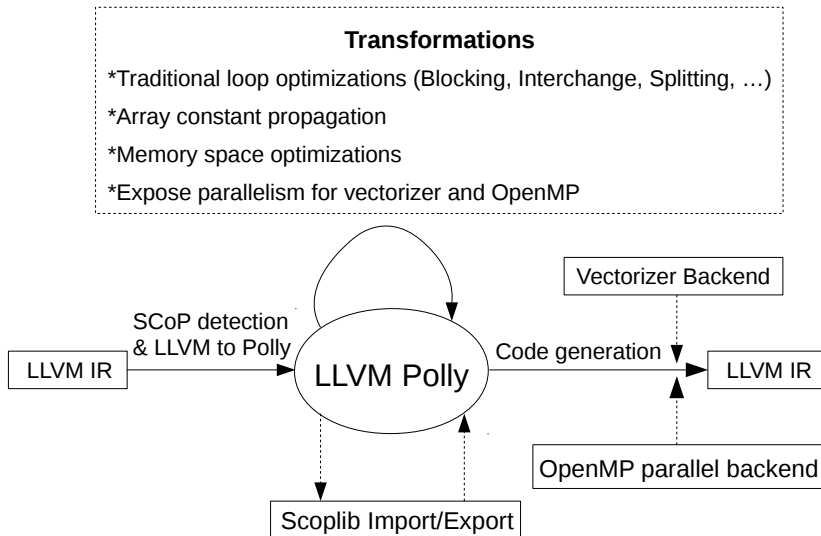 Transformations
*Traditional loop optimizations (Blocking, Interchange, Splitting, …)
*Array constant propagation
*Memory space optimizations
*Expose parallelism for vectorizer and OpenMP
Vectorizer Backend
SCoP detection
& LLVM to Polly
Code generation
LLVM IR
LLVM Polly
LLVM IR
OpenMP parallel backend
Scoplib Import/Export